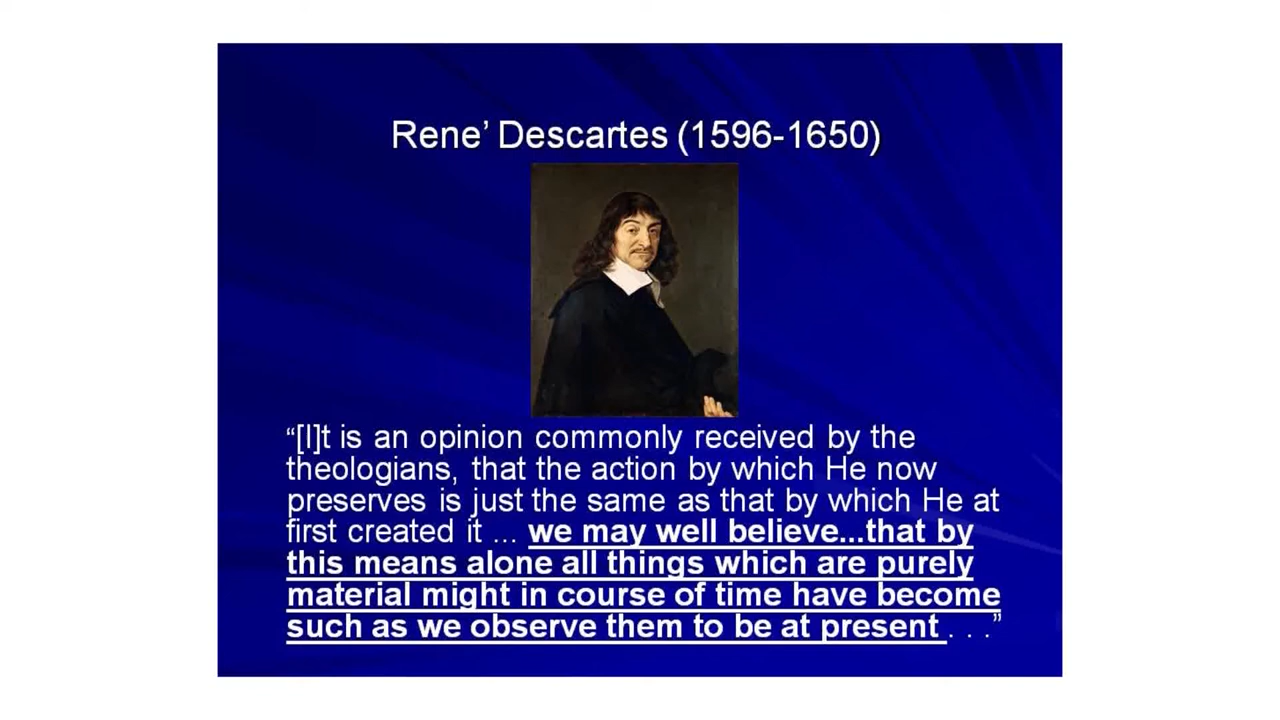 Rene’ Descartes (1596-1650)
“[I]t is an opinion commonly received by the
theologians, that the action by which He now
preserves is just the same as that by which He at
first created it ... we may well believe...that by
this means alone all things which are purely
material might in course of time have become
such as we observe them to be at present . . .”